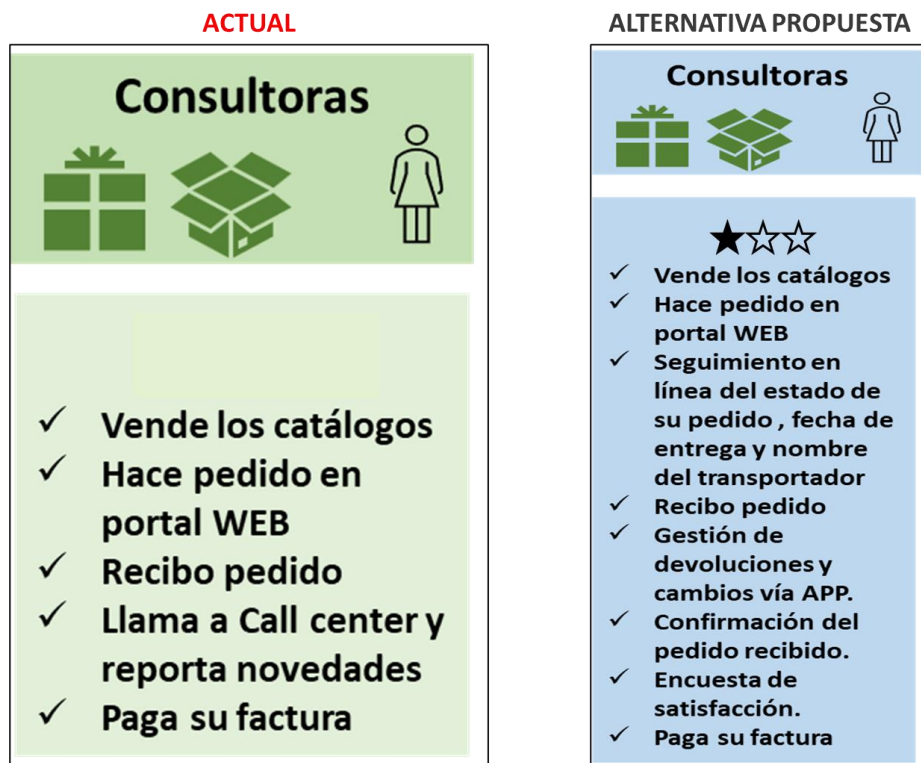 ACTUAL
Consultoras
✓ Vende los catálogos
✓ Hace pedido en
portal WEB
✓ Recibo pedido
✓ Llama a Call center y
reporta novedades
✓ Paga su factura
ALTERNATIVA PROPUESTA
Consultoras
★☆☆
✓ Vende los catálogos
✓ Hace pedido en
portal WEB
✓ Seguimiento en
línea del estado de
su pedido , fecha de
entrega y nombre
del transportador
✓ Recibo pedido
✓ Gestión de
devoluciones y
cambios vía APP.
✓ Confirmación del
pedido recibido.
✓ Encuesta de
satisfacción.
✓ Paga su factura